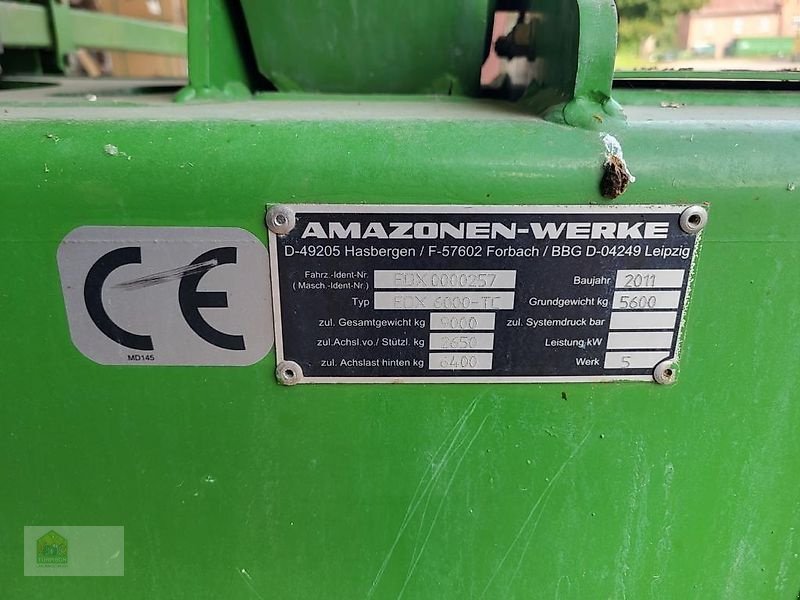 CE
MD145
AMAZONEN-WERKE
D-49205 Hasbergen / F-57602 Forbach / BBG D-04249 Leipzig
Fahrz.-Ident-Nr.
( Masch.-Ident-Nr.) EDX0000257 Baujahr 2011
Typ EDX 6000-TC Grundgewicht kg 5600
zul. Gesamtgewicht kg 9000 zul. Systemdruck bar
zul.Achsl.vo./ Stützl. kg 2650 Leistung kW
zul. Achslast hinten kg 6400 Werk 5